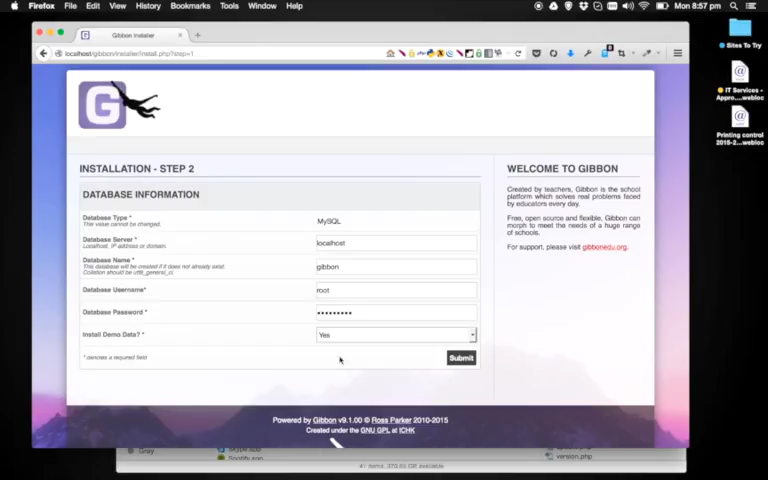 Firefox File Edit View History Bookmarks Tools Window Help
Mon 8:57 pm
Gibbon Installer
localhost/gibbon/installer/install.php?step=1
Sites To Try
IT Services -
Appro....webloc
Printing control
2015-2...webloc
G
INSTALLATION - STEP 2
DATABASE INFORMATION
Database Type *
This value cannot be changed.
MySQL
Database Server *
Localhost, IP address or domain.
localhost
Database Name *
This database will be created if it does not already exist.
Collation should be utf8_general_ci.
gibbon
Database Username*
root
Database Password *
Install Demo Data? *
Yes
* denotes a required field
Submit
WELCOME TO GIBBON
Created by teachers, Gibbon is the school
platform which solves real problems faced
by educators every day.
Free, open source and flexible, Gibbon can
morph to meet the needs of a huge range
of schools.
For support, please visit gibbonedu.org.
Powered by Gibbon v9.1.00 © Ross Parker 2010-2015
Created under the GNU GPL at ICHK
Gray
Skype.app
Spotify.app
version.php